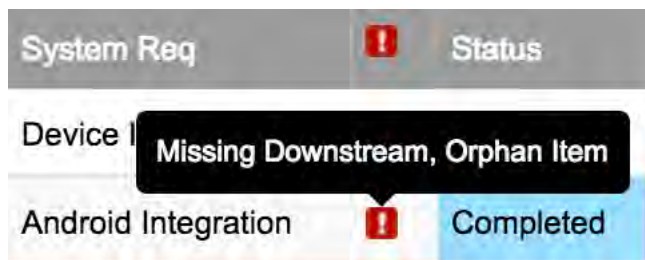 System Req ! Status
Device
Missing Downstream, Orphan Item
Android Integration ! Completed